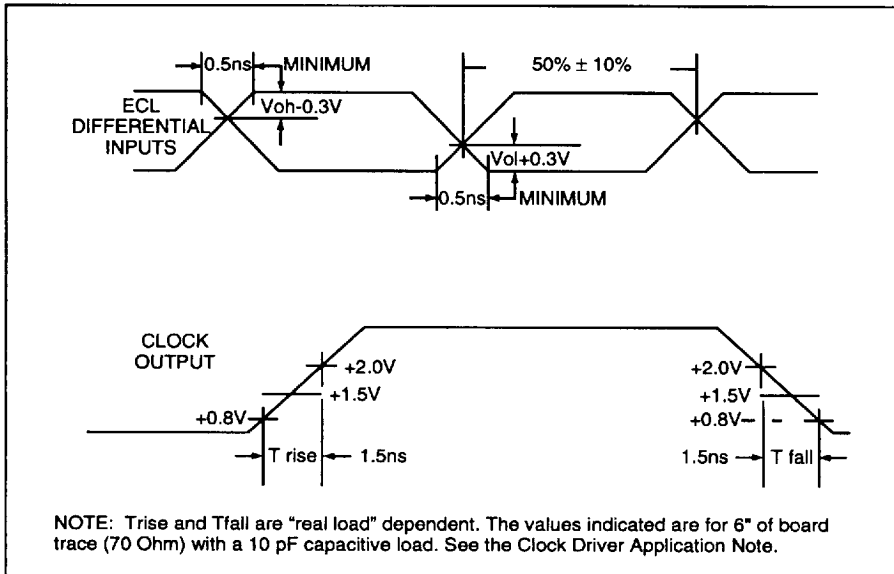 0.5ns MINIMUM 50% ± 10%
ECL
DIFFERENTIAL
INPUTS
Voh-0.3V
Vol+0.3V
0.5ns MINIMUM
CLOCK
OUTPUT
+2.0V
+1.5V
+0.8V
T rise 1.5ns
+2.0V
+1.5V
+0.8V
1.5ns T fall
NOTE: Trise and Tfall are "real load" dependent. The values indicated are for 6" of board
trace (70 Ohm) with a 10 pF capacitive load. See the Clock Driver Application Note.